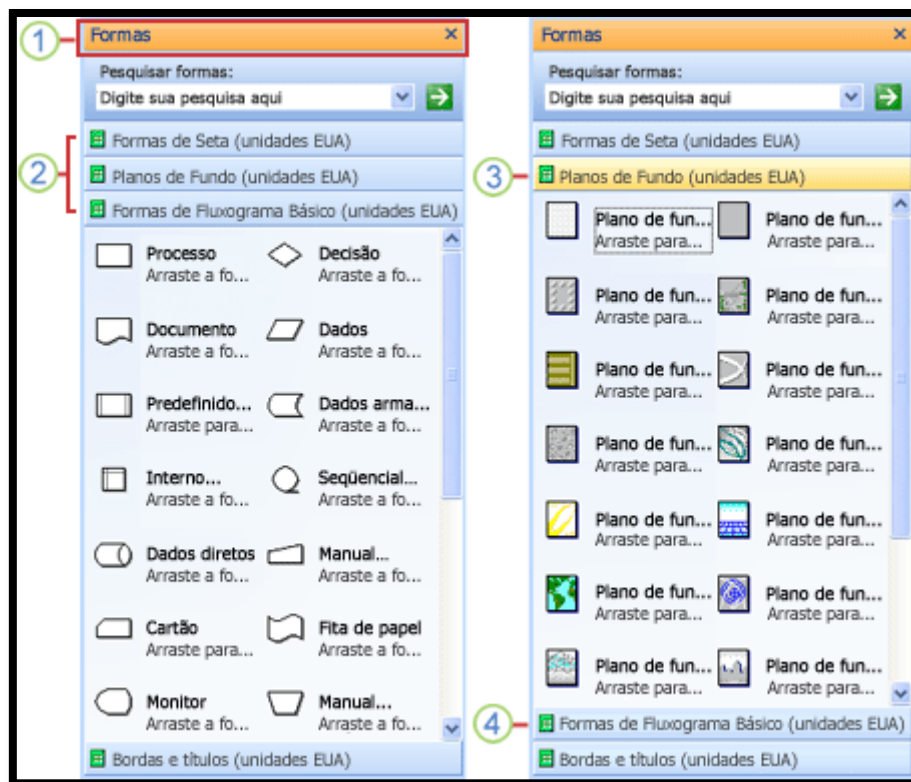 1
Formas
Pesquisar formas:
Digite sua pesquisa aqui
2
Formas de Seta (unidades EUA)
Planos de Fundo (unidades EUA)
Formas de Fluxograma Básico (unidades EUA)
Processo
Arraste a fo...
Decisão
Arraste a fo...
Documento
Arraste a fo...
Dados
Arraste a fo...
Predefinido...
Arraste para...
Dados arma...
Arraste a fo...
Interno...
Arraste a fo...
Seqüencial...
Arraste a fo...
Dados diretos
Arraste a fo...
Manual...
Arraste a fo...
Cartão
Arraste para...
Fita de papel
Arraste a fo...
Monitor
Arraste a fo...
Manual...
Arraste a fo...
Bordas e títulos (unidades EUA)
Formas
Pesquisar formas:
Digite sua pesquisa aqui
Formas de Seta (unidades EUA)
3
Planos de Fundo (unidades EUA)
Plano de fun...
Arraste para...
Plano de fun...
Arraste para...
Plano de fun...
Arraste para...
Plano de fun...
Arraste para...
Plano de fun...
Arraste para...
Plano de fun...
Arraste para...
Plano de fun...
Arraste para...
Plano de fun...
Arraste para...
Plano de fun...
Arraste para...
Plano de fun...
Arraste para...
Plano de fun...
Arraste para...
Plano de fun...
Arraste para...
Plano de fun...
Arraste para...
Plano de fun...
Arraste para...
4
Formas de Fluxograma Básico (unidades EUA)
Bordas e títulos (unidades EUA)